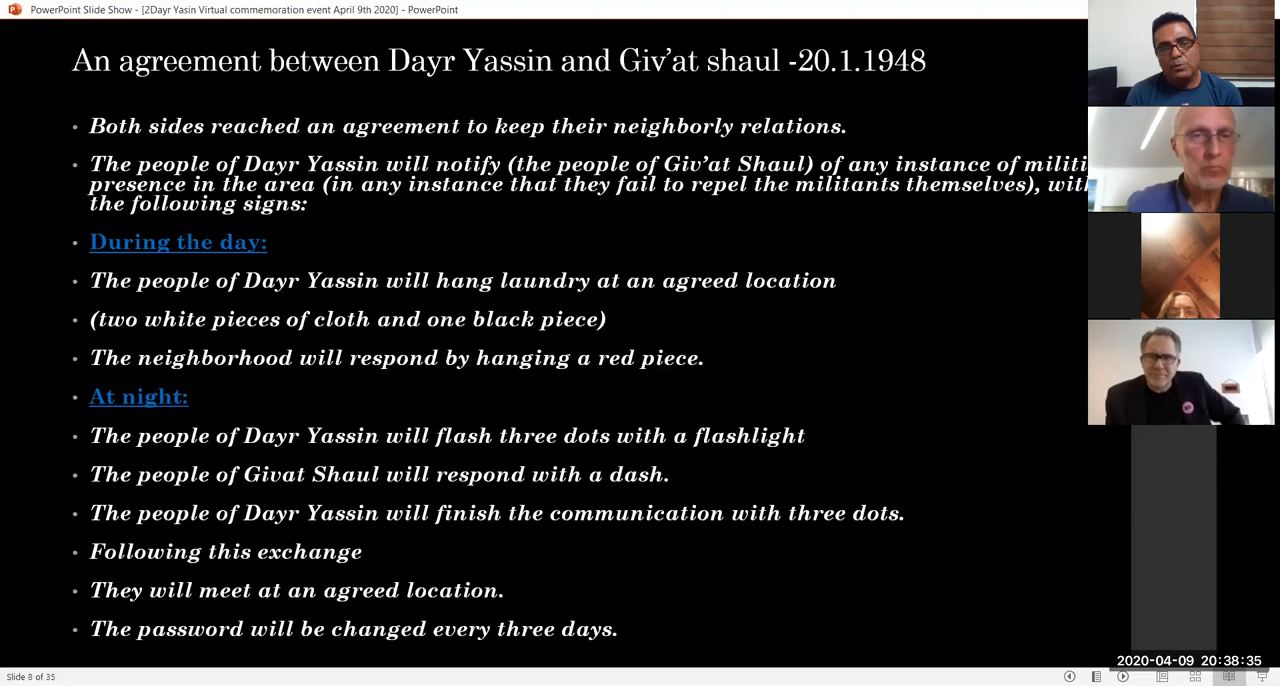 PowerPoint Slide Show - [2Dayr Yasin Virtual commemoration event April 9th 2020] - PowerPoint
An agreement between Dayr Yassin and Giv'at shaul -20.1.1948
• Both sides reached an agreement to keep their neighborly relations.
• The people of Dayr Yassin will notify (the people of Giv'at Shaul) of any instance of
presence in the area (in any instance that they fail to repel the militants themselves),
the following signs:
• During the day:
• The people of Dayr Yassin will hang laundry at an agreed location
• (two white pieces of cloth and one black piece)
• The neighborhood will respond by hanging a red piece.
• At night:
• The people of Dayr Yassin will flash three dots with a flashlight
• The people of Givat Shaul will respond with a dash.
• The people of Dayr Yassin will finish the communication with three dots.
• Following this exchange
• They will meet at an agreed location.
• The password will be changed every three days.
2020-04-09 20:38:35
Slide 8 of 35